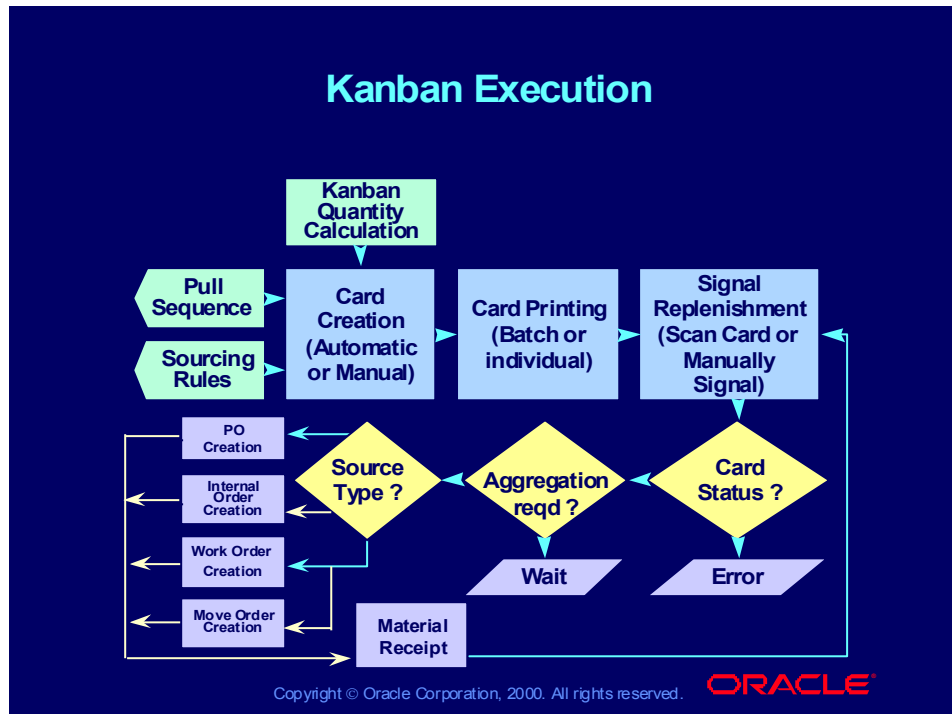 Kanban Execution
Kanban
Quantity
Calculation
Pull
Sequence
Sourcing
Rules
Card
Creation
(Automatic
or Manual)
Card Printing
(Batch or
individual)
Signal
Replenishment
(Scan Card or
Manually
Signal)
PO
Creation
Internal
Order
Creation
Work Order
Creation
Move Order
Creation
Source
Type ?
Aggregation
reqd ?
Card
Status ?
Wait
Error
Material
Receipt
Copyright © Oracle Corporation, 2000. All rights reserved.
ORACLE®